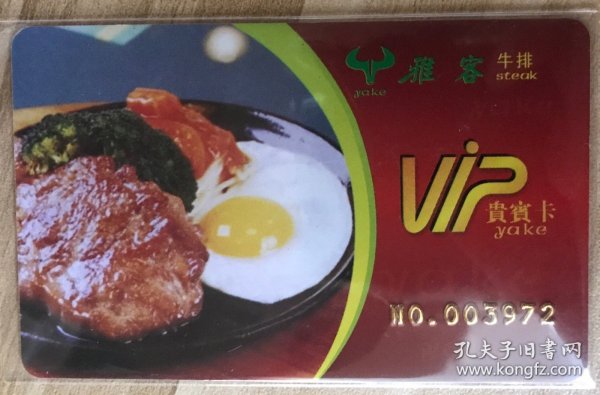 雅客 牛排
yake steak
VIP
貴賓卡
yake
NO.003972
孔夫子旧书网
www.kongfz.com